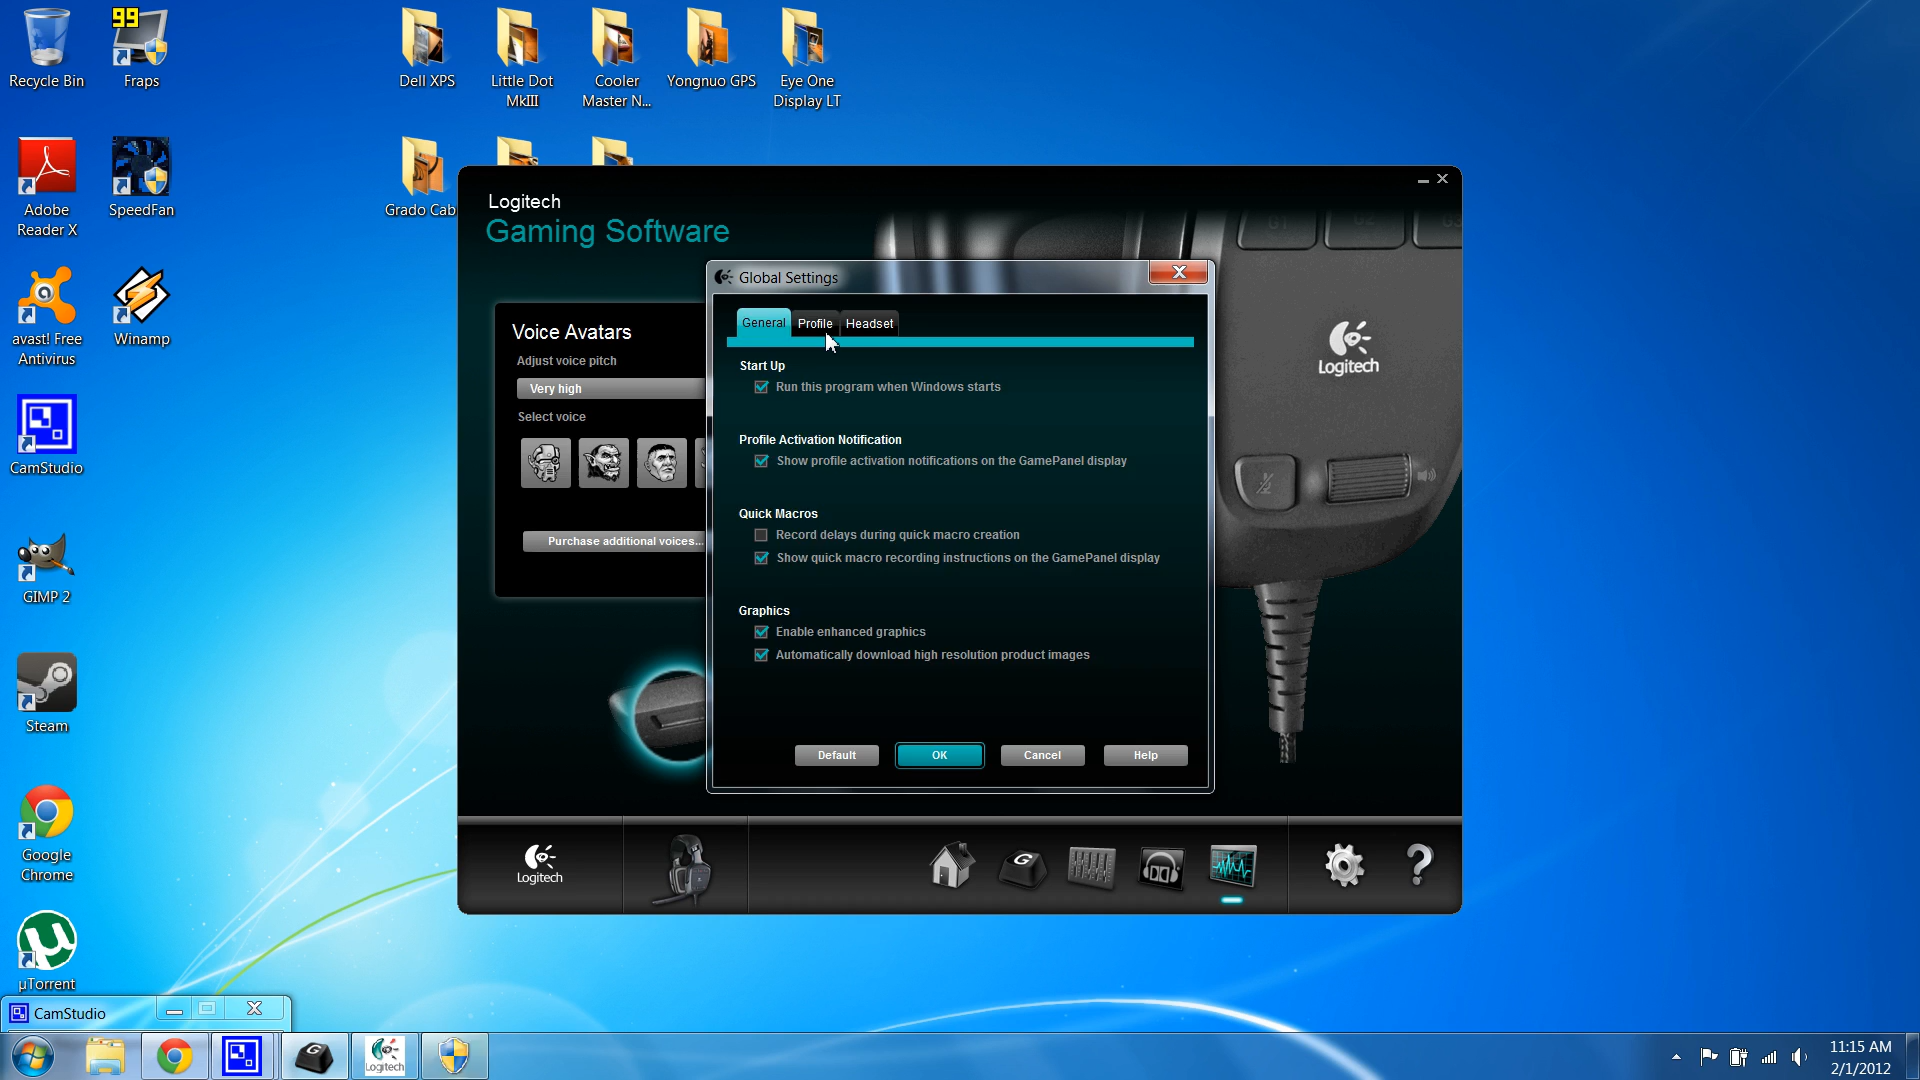 99
Recycle Bin
Fraps
Dell XPS
Little Dot
MkIII
Cooler
Master N...
Yongnuo GPS
Eye One
Display LT
Adobe
Reader X
SpeedFan
Grado Cab
avast! Free
Antivirus
Winamp
CamStudio
GIMP 2
Steam
Google
Chrome
µTorrent
Logitech
Gaming Software
G1
G2
G3
Logitech
Voice Avatars
Adjust voice pitch
Very high
Select voice
Purchase additional voices...
Global Settings
General
Profile
Headset
Start Up
Run this program when Windows starts
Profile Activation Notification
Show profile activation notifications on the GamePanel display
Quick Macros
Record delays during quick macro creation
Show quick macro recording instructions on the GamePanel display
Graphics
Enable enhanced graphics
Automatically download high resolution product images
Default
OK
Cancel
Help
Logitech
G
?
CamStudio
G
Logitech
11:15 AM
2/1/2012